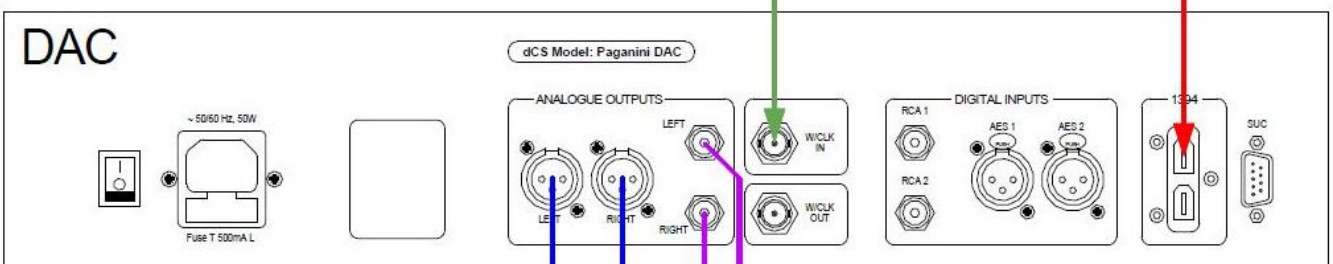 DAC
dCS Model: Paganini DAC
~ 50/60 Hz, 50W
Fuse T 500mA L
ANALOGUE OUTPUTS
LEFT
RIGHT
LEFT
RIGHT
W/CLK
IN
W/CLK
OUT
DIGITAL INPUTS
RCA 1
RCA 2
AES 1
AES 2
PUSH
PUSH
1394
SUC